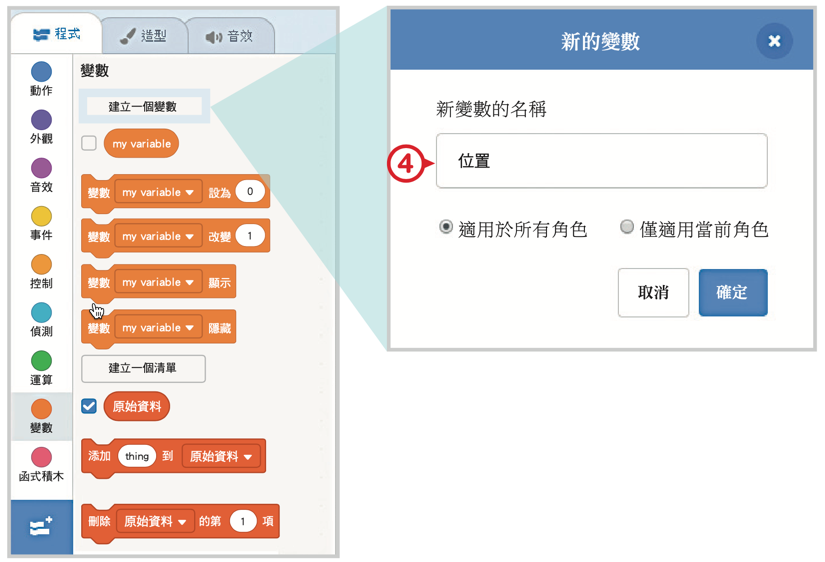 程式 造型 音效
變數
動作
建立一個變數
外觀
my variable
音效
變數 my variable 設為 0
事件
變數 my variable 改變 1
控制
變數 my variable 顯示
偵測
變數 my variable 隱藏
運算
建立一個清單
變數
原始資料
函式積木
添加 thing 到 原始資料
刪除 原始資料 的第 1 項
新的變數
新變數的名稱
4 位置
適用於所有角色 僅適用當前角色
取消 確定